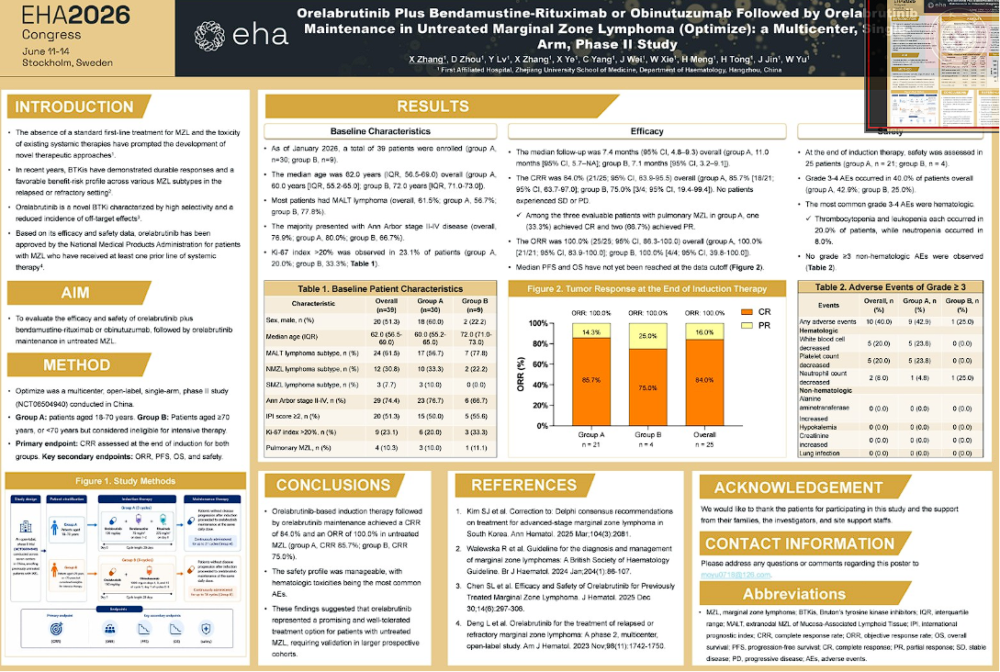 EHA2026
Congress
June 11-14
Stockholm, Sweden
eha
Orelabrutinib Plus Bendamustine-Rituximab or Obinutuzumab Followed by Orelabrutinib
Maintenance in Untreated Marginal Zone Lymphoma (Optimize): a Multicenter, Single-
Arm, Phase II Study
X Zhang¹, D Zhou¹, Y Lv¹, X Zhang¹, X Ye¹, C Yang¹, J Wei¹, W Xie¹, H Meng¹, H Tong¹, J Jin¹, W Yu¹
¹ First Affiliated Hospital, Zhejiang University School of Medicine, Department of Haematology, Hangzhou, China
INTRODUCTION
• The absence of a standard first-line treatment for MZL and the toxicity
of existing systemic therapies have prompted the development of
novel therapeutic approaches¹.
• In recent years, BTKis have demonstrated durable responses and a
favorable benefit-risk profile across various MZL subtypes in the
relapsed or refractory setting².
• Orelabrutinib is a novel BTKi characterized by high selectivity and a
reduced incidence of off-target effects³.
• Based on its efficacy and safety data, orelabrutinib has been
approved by the National Medical Products Administration for patients
with MZL who have received at least one prior line of systemic
therapy⁴.
AIM
• To evaluate the efficacy and safety of orelabrutinib plus
bendamustine-rituximab or obinutuzumab, followed by orelabrutinib
maintenance in untreated MZL.
METHOD
• Optimize was a multicenter, open-label, single-arm, phase II study
(NCT06504940) conducted in China.
• Group A: patients aged 18-70 years. Group B: Patients ≥70
years, or <70 years but considered ineligible for intensive therapy.
• Primary endpoint: CRR assessed at the end of induction for both
groups. Key secondary endpoints: ORR, PFS, OS, and safety.
Figure 1. Study Methods
Study design
Patient stratification
Induction therapy
Maintenance therapy
Group A
Group B
Endpoints
Primary endpoint
Key secondary endpoints
(CRR)
(ORR)
(PFS)
(OS)
(safety)
RESULTS
Baseline Characteristics
• As of January 2026, a total of 39 patients were enrolled (group A,
n=30; group B, n=9).
• The median age was 62.0 years (IQR, 56.5-69.0) overall (group A,
60.0 years [IQR, 55.2-65.0]; group B, 72.0 years [IQR, 71.0-73.0]).
• Most patients had MALT lymphoma (overall, 61.5%; group A, 56.7%;
group B, 77.8%).
• The majority presented with Ann Arbor stage II-IV disease (overall,
76.9%; group A, 80.0%; group B, 66.7%).
• Ki-67 index >20% was observed in 23.1% of patients (group A,
20.0%; group B, 33.3%; Table 1).
Table 1. Baseline Patient Characteristics
Characteristic Overall (n=39) Group A (n=30) Group B (n=9)
Sex, male, n (%) 20 (51.3) 18 (60.0) 2 (22.2)
Median age (IQR) 62.0 (56.5-69.0) 60.0 (55.2-65.0) 72.0 (71.0-73.0)
MALT lymphoma subtype, n (%) 24 (61.5) 17 (56.7) 7 (77.8)
NMZL lymphoma subtype, n (%) 12 (30.8) 10 (33.3) 2 (22.2)
SMZL lymphoma subtype, n (%) 3 (7.7) 3 (10.0) 0 (0.0)
Ann Arbor stage II-IV, n (%) 29 (74.4) 23 (76.7) 6 (66.7)
IPI score ≥2, n (%) 20 (51.3) 15 (50.0) 5 (55.6)
Ki-67 index >20%, n (%) 9 (23.1) 6 (20.0) 3 (33.3)
Pulmonary MZL, n (%) 4 (10.3) 3 (10.0) 1 (11.1)
Efficacy
• The median follow-up was 7.4 months (95% CI, 4.8–9.3) overall (group A, 11.0
months [95% CI, 5.7–NA]; group B, 7.1 months [95% CI, 3.2–9.1]).
• The CRR was 84.0% (21/25; 95% CI, 63.9-95.5) overall (group A, 85.7% [18/21;
95% CI, 63.7-97.0]; group B, 75.0% [3/4; 95% CI, 19.4-99.4]). No patients
experienced SD or PD.
✓ Among the three evaluable patients with pulmonary MZL in group A, one
(33.3%) achieved CR and two (66.7%) achieved PR.
• The ORR was 100.0% (25/25; 95% CI, 86.3-100.0) overall (group A, 100.0%
[21/21; 95% CI, 83.9-100.0]; group B, 100.0% [4/4; 95% CI, 39.8-100.0]).
• Median PFS and OS have not yet been reached at the data cutoff (Figure 2).
Figure 2. Tumor Response at the End of Induction Therapy
ORR: 100.0% ORR: 100.0% ORR: 100.0%
CR
PR
ORR (%)
100%
80%
60%
40%
20%
0%
14.3% 25.0% 16.0%
85.7% 75.0% 84.0%
Group A Group B Overall
n = 21 n = 4 n = 25
Safety
• At the end of induction therapy, safety was assessed in
25 patients (group A, n = 21; group B, n = 4).
• Grade 3-4 AEs occurred in 40.0% of patients overall
(group A, 42.9%; group B, 25.0%).
• The most common grade 3-4 AEs were hematologic.
✓ Thrombocytopenia and leukopenia each occurred in
20.0% of patients, while neutropenia occurred in
8.0%.
• No grade ≥3 non-hematologic AEs were observed
(Table 2).
Table 2. Adverse Events of Grade ≥ 3
Events Overall, n (%) Group A, n (%) Group B, n (%)
Any adverse events 10 (40.0) 9 (42.9) 1 (25.0)
Hematologic
White blood cell decreased 5 (20.0) 5 (23.8) 0 (0.0)
Platelet count decreased 5 (20.0) 5 (23.8) 0 (0.0)
Neutrophil count decreased 2 (8.0) 1 (4.8) 1 (25.0)
Non-hematologic
Alanine aminotransferase increased 0 (0.0) 0 (0.0) 0 (0.0)
Hypokalemia 0 (0.0) 0 (0.0) 0 (0.0)
Creatinine increased 0 (0.0) 0 (0.0) 0 (0.0)
Lung infection 0 (0.0) 0 (0.0) 0 (0.0)
CONCLUSIONS
• Orelabrutinib-based induction therapy followed
by orelabrutinib maintenance achieved a CRR
of 84.0% and an ORR of 100.0% in untreated
MZL (group A, CRR 85.7%; group B, CRR
75.0%).
• The safety profile was manageable, with
hematologic toxicities being the most common
AEs.
• These findings suggested that orelabrutinib
represented a promising and well-tolerated
treatment option for patients with untreated
MZL, requiring validation in larger prospective
cohorts.
REFERENCES
1. Kim SJ et al. Correction to: Delphi consensus recommendations
on treatment for advanced-stage marginal zone lymphoma in
South Korea. Ann Hematol. 2025 Mar;104(3):2081.
2. Walewska R et al. Guideline for the diagnosis and management
of marginal zone lymphomas: A British Society of Haematology
Guideline. Br J Haematol. 2024 Jan;204(1):86-107.
3. Chen SL et al. Efficacy and Safety of Orelabrutinib for Previously
Treated Marginal Zone Lymphoma. J Hematol. 2025 Dec
30;14(6):297-306.
4. Deng L et al. Orelabrutinib for the treatment of relapsed or
refractory marginal zone lymphoma: A phase 2, multicenter,
open-label study. Am J Hematol. 2023 Nov;98(11):1742-1750.
ACKNOWLEDGEMENT
We would like to thank the patients for participating in this study and the support
from their families, the investigators, and site support staffs.
CONTACT INFORMATION
Please address any questions or comments regarding this poster to
Abbreviations
• MZL, marginal zone lymphoma; BTKis, Bruton's tyrosine kinase inhibitors; IQR, interquartile
range; MALT, extranodal MZL of Mucosa-Associated Lymphoid Tissue; IPI, international
prognostic index; CRR, complete response rate; ORR, objective response rate; OS, overall
survival; PFS, progression-free survival; CR, complete response; PR, partial response; SD, stable
disease; PD, progressive disease; AEs, adverse events.